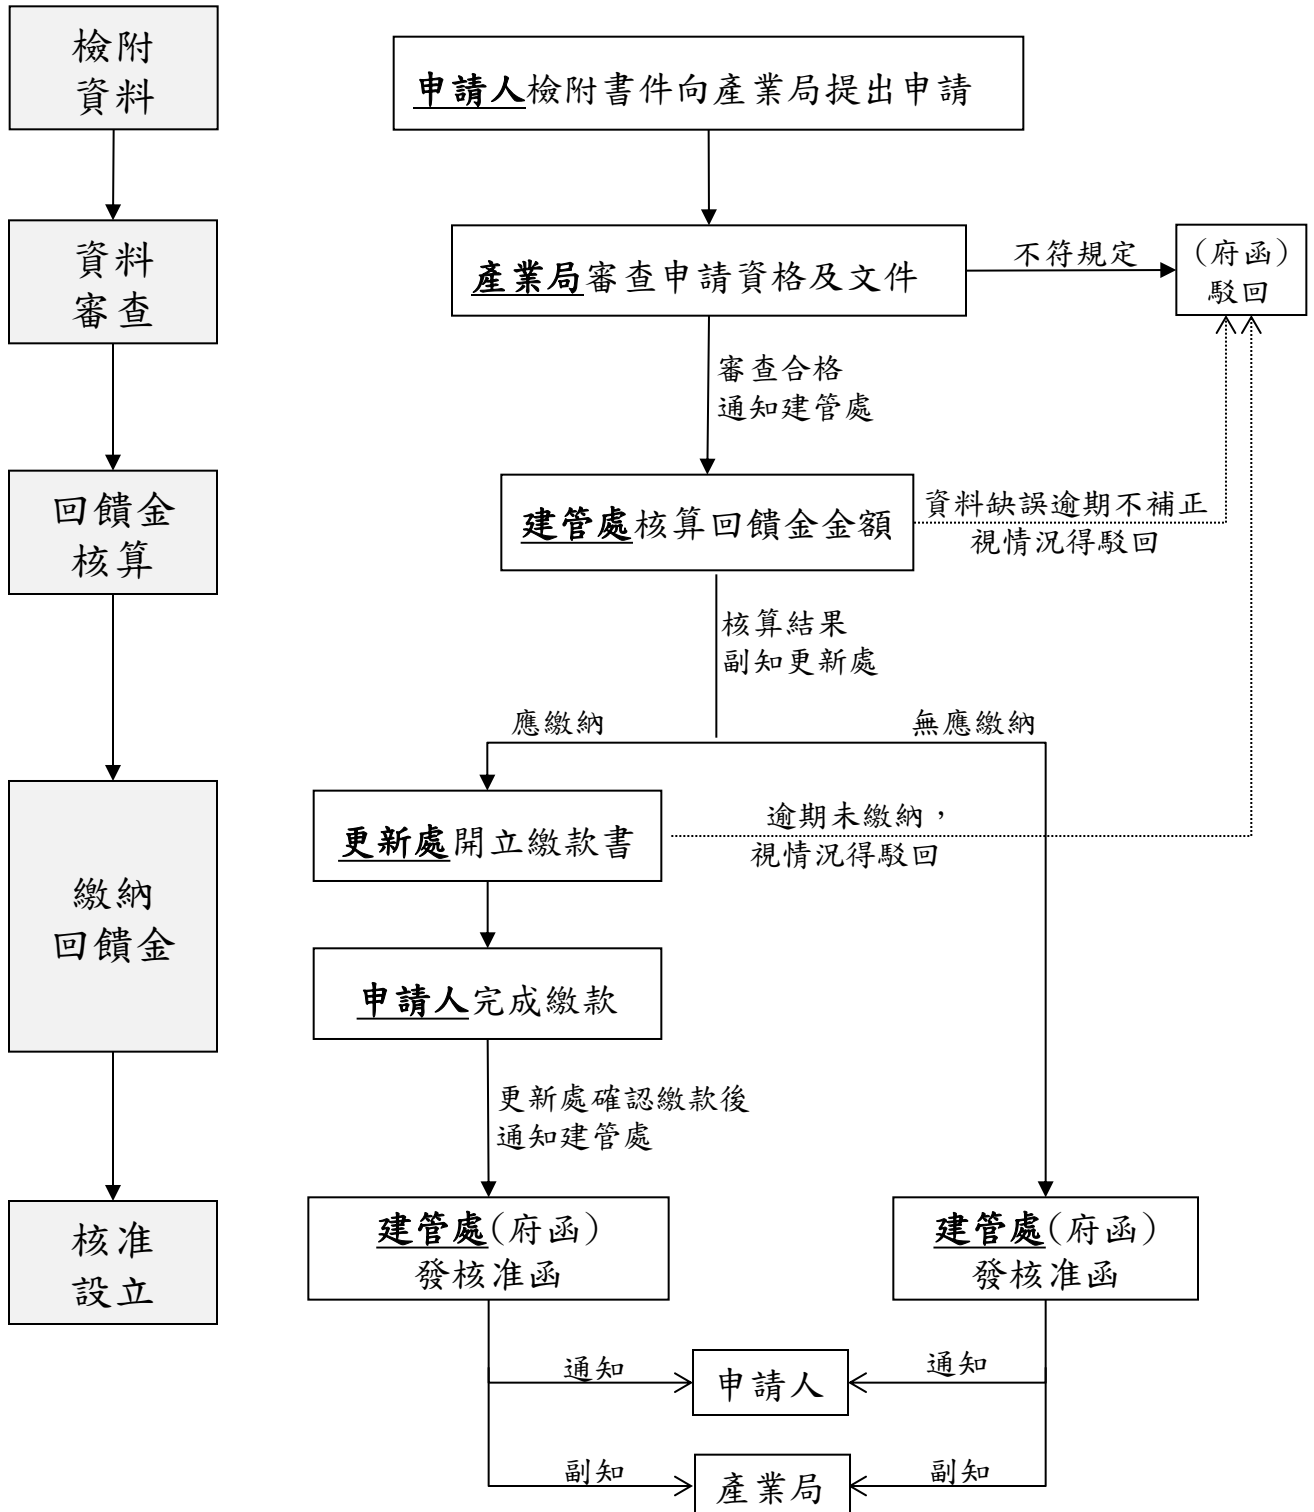 檢附
資料
申請人檢附書件向產業局提出申請
資料
審查
產業局審查申請資格及文件
不符規定
(府函)
駁回
審查合格
通知建管處
回饋金
核算
建管處核算回饋金金額
資料缺誤逾期不補正
視情況得駁回
核算結果
副知更新處
應繳納
無應繳納
繳納
回饋金
更新處開立繳款書
逾期未繳納，
視情況得駁回
申請人完成繳款
更新處確認繳款後
通知建管處
核准
設立
建管處(府函)
發核准函
建管處(府函)
發核准函
通知
申請人
通知
副知
產業局
副知